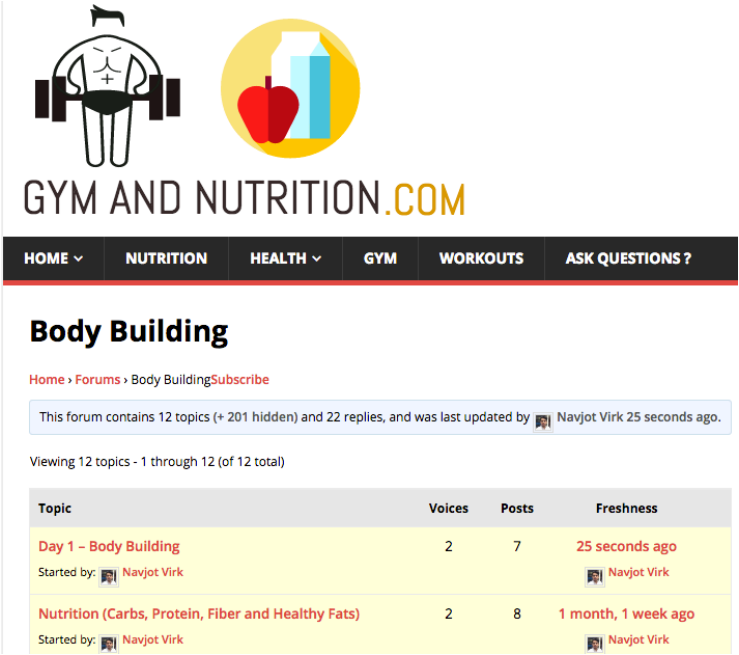 GYM AND NUTRITION.COM
HOME NUTRITION HEALTH GYM WORKOUTS ASK QUESTIONS ?
Body Building
Home › Forums › Body BuildingSubscribe
This forum contains 12 topics (+ 201 hidden) and 22 replies, and was last updated by Navjot Virk 25 seconds ago.
Viewing 12 topics - 1 through 12 (of 12 total)
Topic Voices Posts Freshness
Day 1 – Body Building 2 7 25 seconds ago
Started by: Navjot Virk Navjot Virk
Nutrition (Carbs, Protein, Fiber and Healthy Fats) 2 8 1 month, 1 week ago
Started by: Navjot Virk Navjot Virk